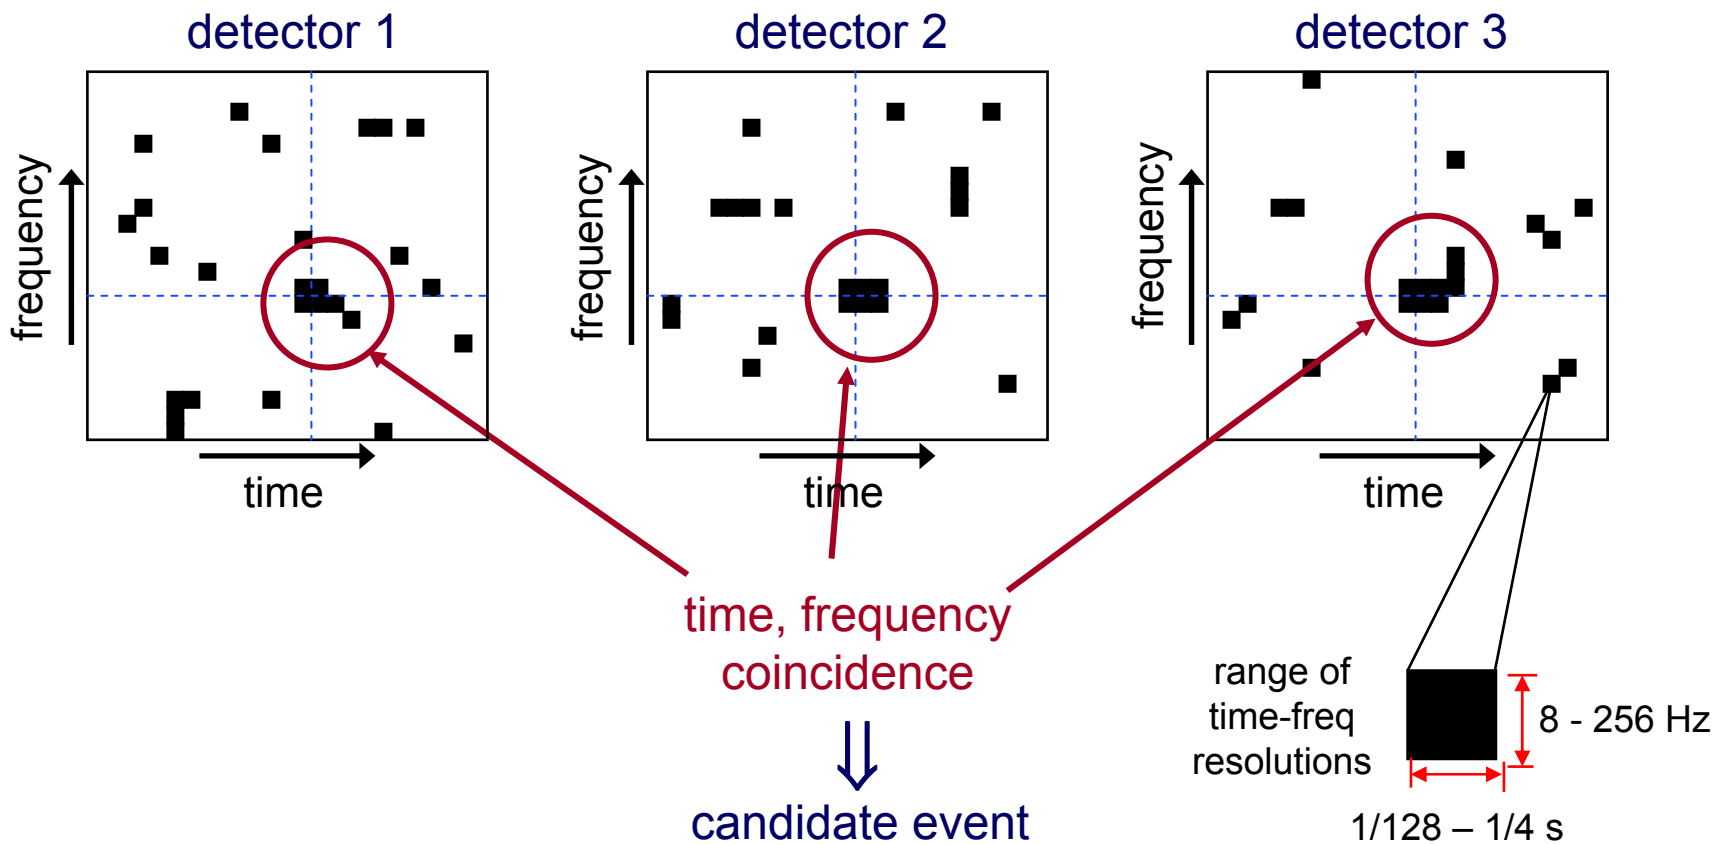 detector 1
detector 2
detector 3
frequency
frequency
frequency
time
time
time
time, frequency
coincidence
candidate event
range of
time-freq
resolutions
8 - 256 Hz
1/128 – 1/4 s